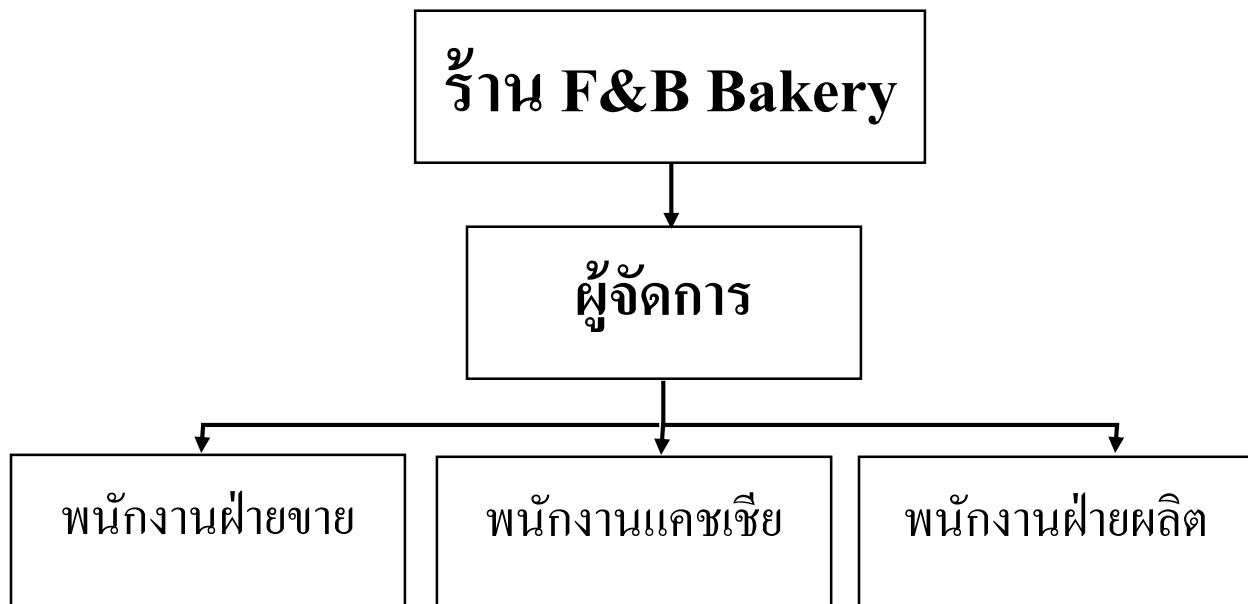 ร้าน F&B Bakery
ผู้จัดการ
พนักงานฝ่ายขาย
พนักงานแคชเชีย
พนักงานฝ่ายผลิต